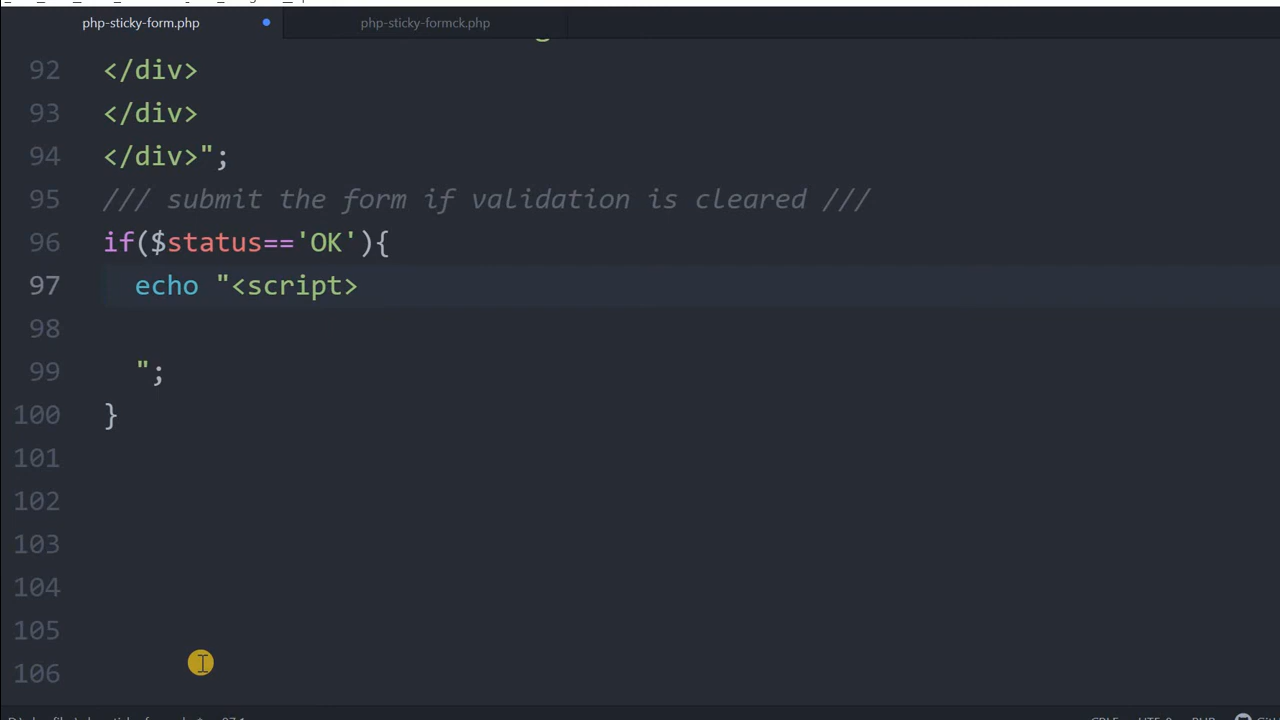 php-sticky-form.php php-sticky-formck.php
92 </div>
93 </div>
94 </div>";
95 /// submit the form if validation is cleared ///
96 if($status=='OK'){
97 echo "<script>
98
99 ";
100 }
101
102
103
104
105
106